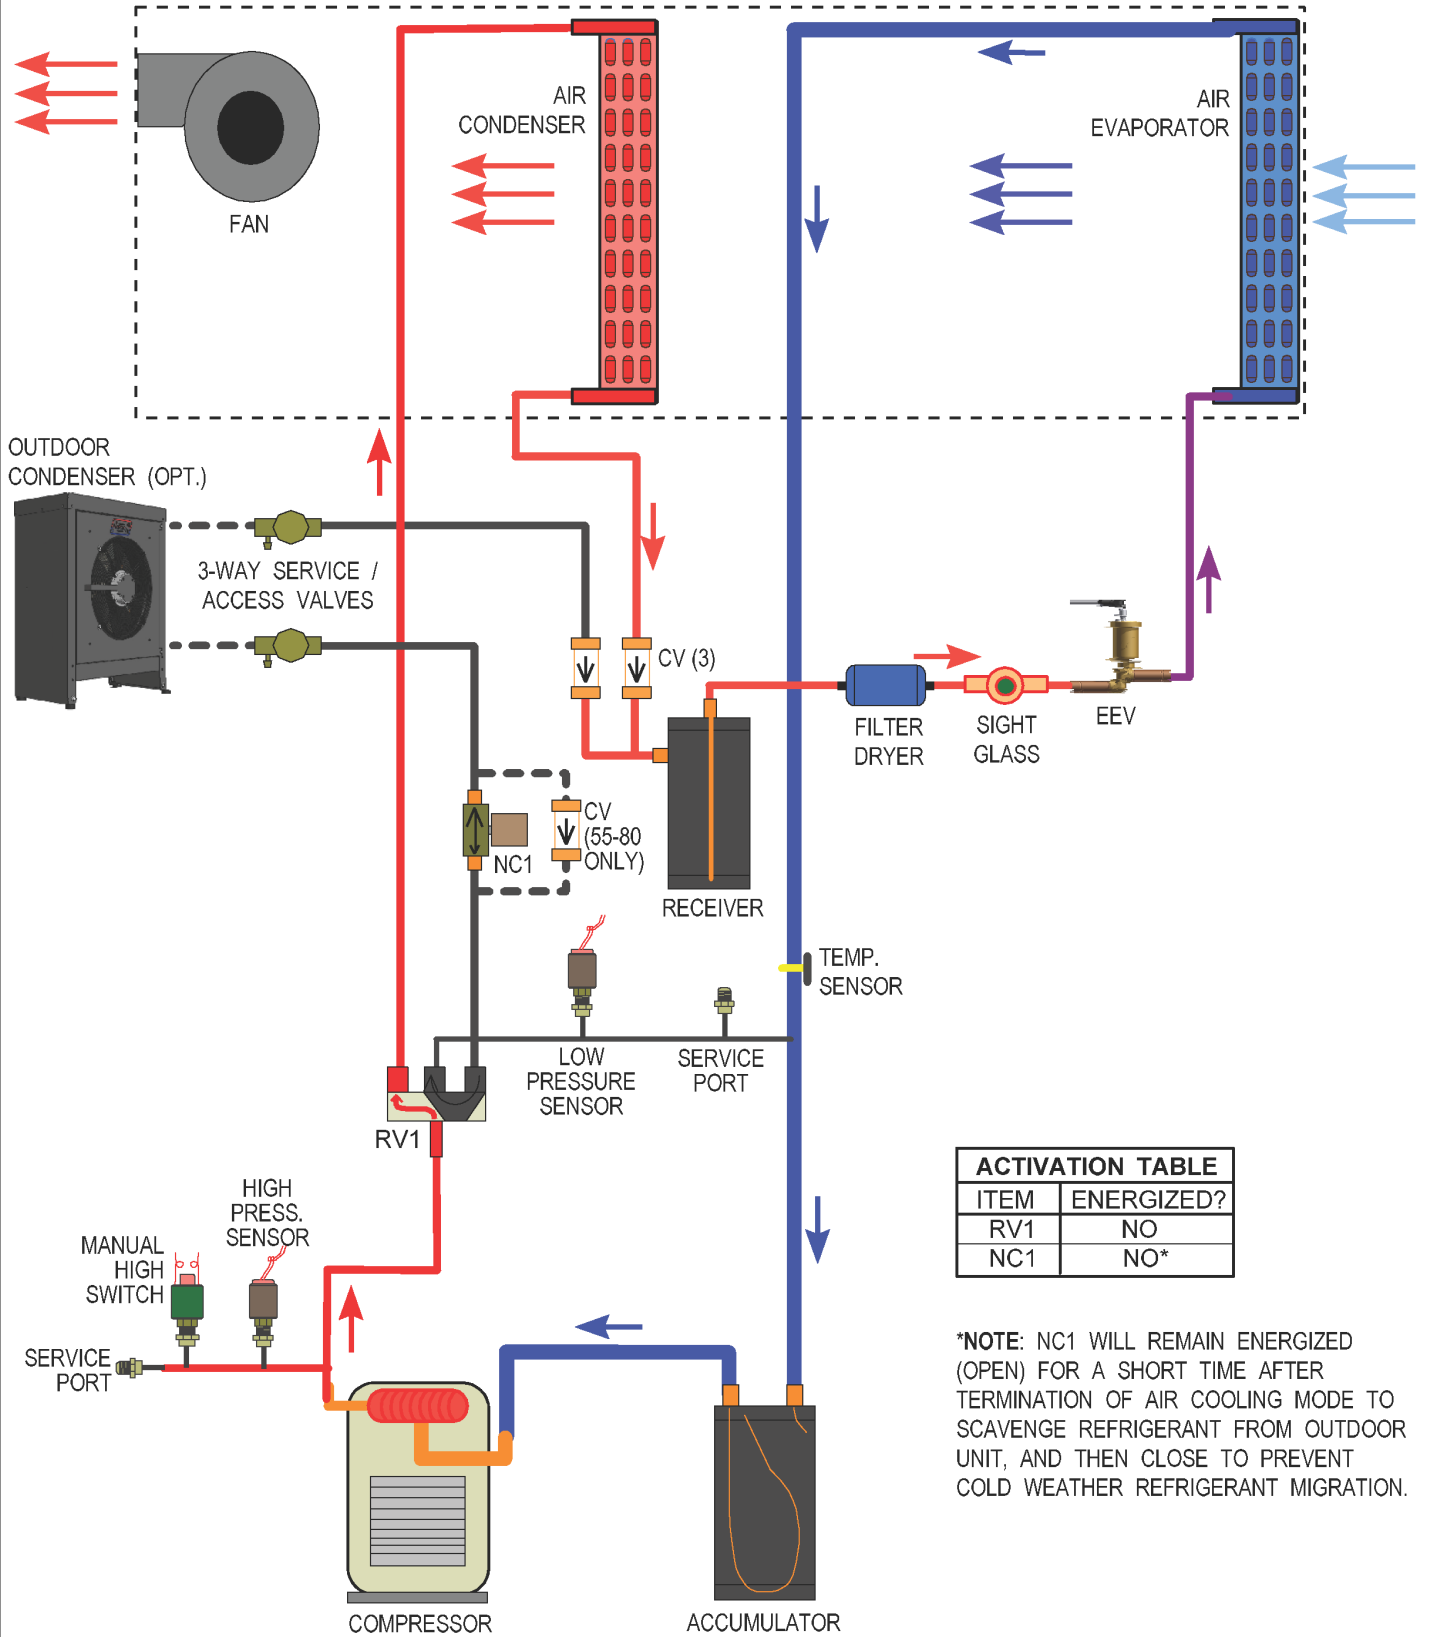 AIR
CONDENSER
AIR
EVAPORATOR
FAN
OUTDOOR
CONDENSER (OPT.)
3-WAY SERVICE /
ACCESS VALVES
CV (3)
EEV
FILTER
DRYER
SIGHT
GLASS
CV
(55-80
ONLY)
NC1
RECEIVER
TEMP.
SENSOR
LOW
PRESSURE
SENSOR
SERVICE
PORT
RV1
HIGH
PRESS.
SENSOR
MANUAL
HIGH
SWITCH
SERVICE
PORT
ACTIVATION TABLE
ITEM ENERGIZED?
RV1 NO
NC1 NO*
*NOTE: NC1 WILL REMAIN ENERGIZED
(OPEN) FOR A SHORT TIME AFTER
TERMINATION OF AIR COOLING MODE TO
SCAVENGE REFRIGERANT FROM OUTDOOR
UNIT, AND THEN CLOSE TO PREVENT
COLD WEATHER REFRIGERANT MIGRATION.
COMPRESSOR
ACCUMULATOR